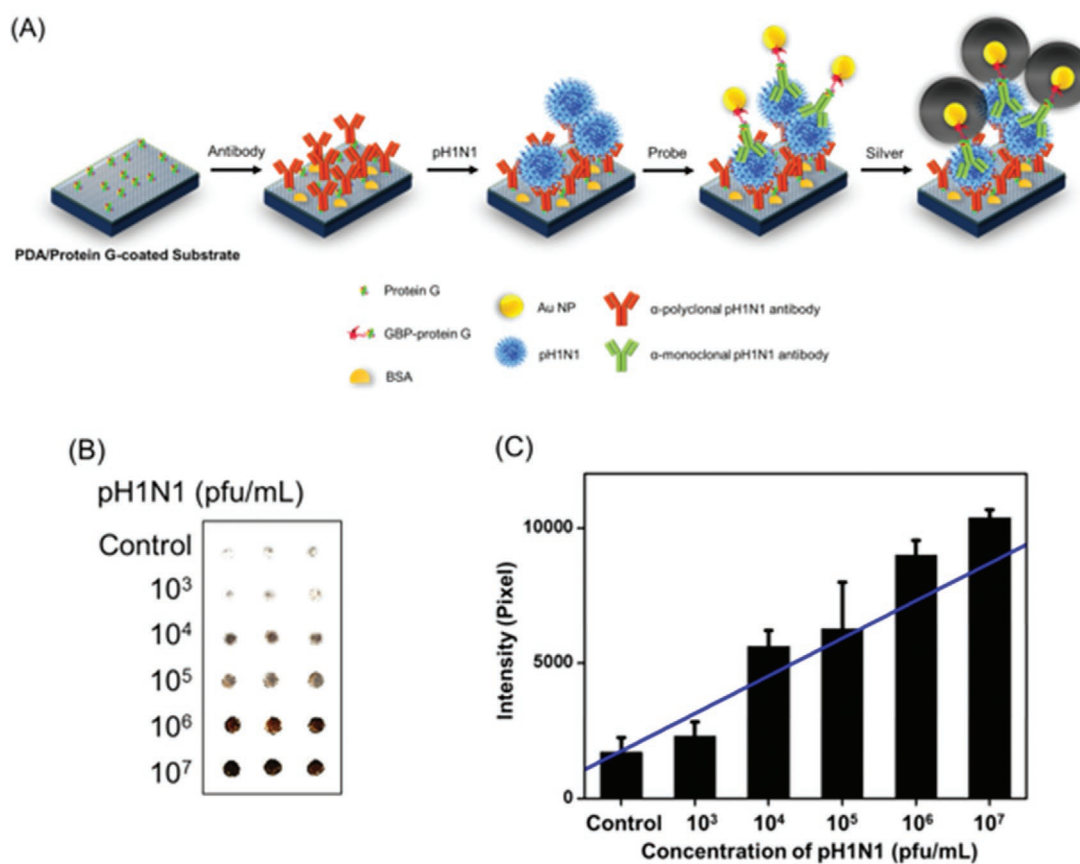 (A)
Antibody
pH1N1
Probe
Silver
PDA/Protein G-coated Substrate
Protein G
GBP-protein G
BSA
Au NP
pH1N1
α-polyclonal pH1N1 antibody
α-monoclonal pH1N1 antibody
(B)
pH1N1 (pfu/mL)
Control
10³
10⁴
10⁵
10⁶
10⁷
(C)
Intensity (Pixel)
10000
5000
0
Control 10³ 10⁴ 10⁵ 10⁶ 10⁷
Concentration of pH1N1 (pfu/mL)